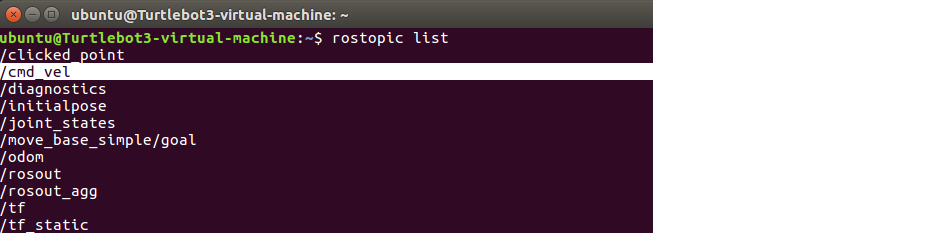 ubuntu@Turtlebot3-virtual-machine: ~
ubuntu@Turtlebot3-virtual-machine:~$ rostopic list
/clicked_point
/cmd_vel
/diagnostics
/initialpose
/joint_states
/move_base_simple/goal
/odom
/rosout
/rosout_agg
/tf
/tf_static